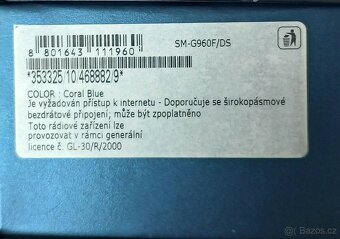 SM-G960F/DS
8 801643 111960
*353325/10/468882/9*
COLOR : Coral Blue
Je vyžadován přístup k internetu - Doporučuje se širokopásmové
bezdrátové připojení; může být zpoplatněno
Toto rádiové zařízení lze
provozovat v rámci generální
licence č. GL-30/R/2000
Bazos.cz